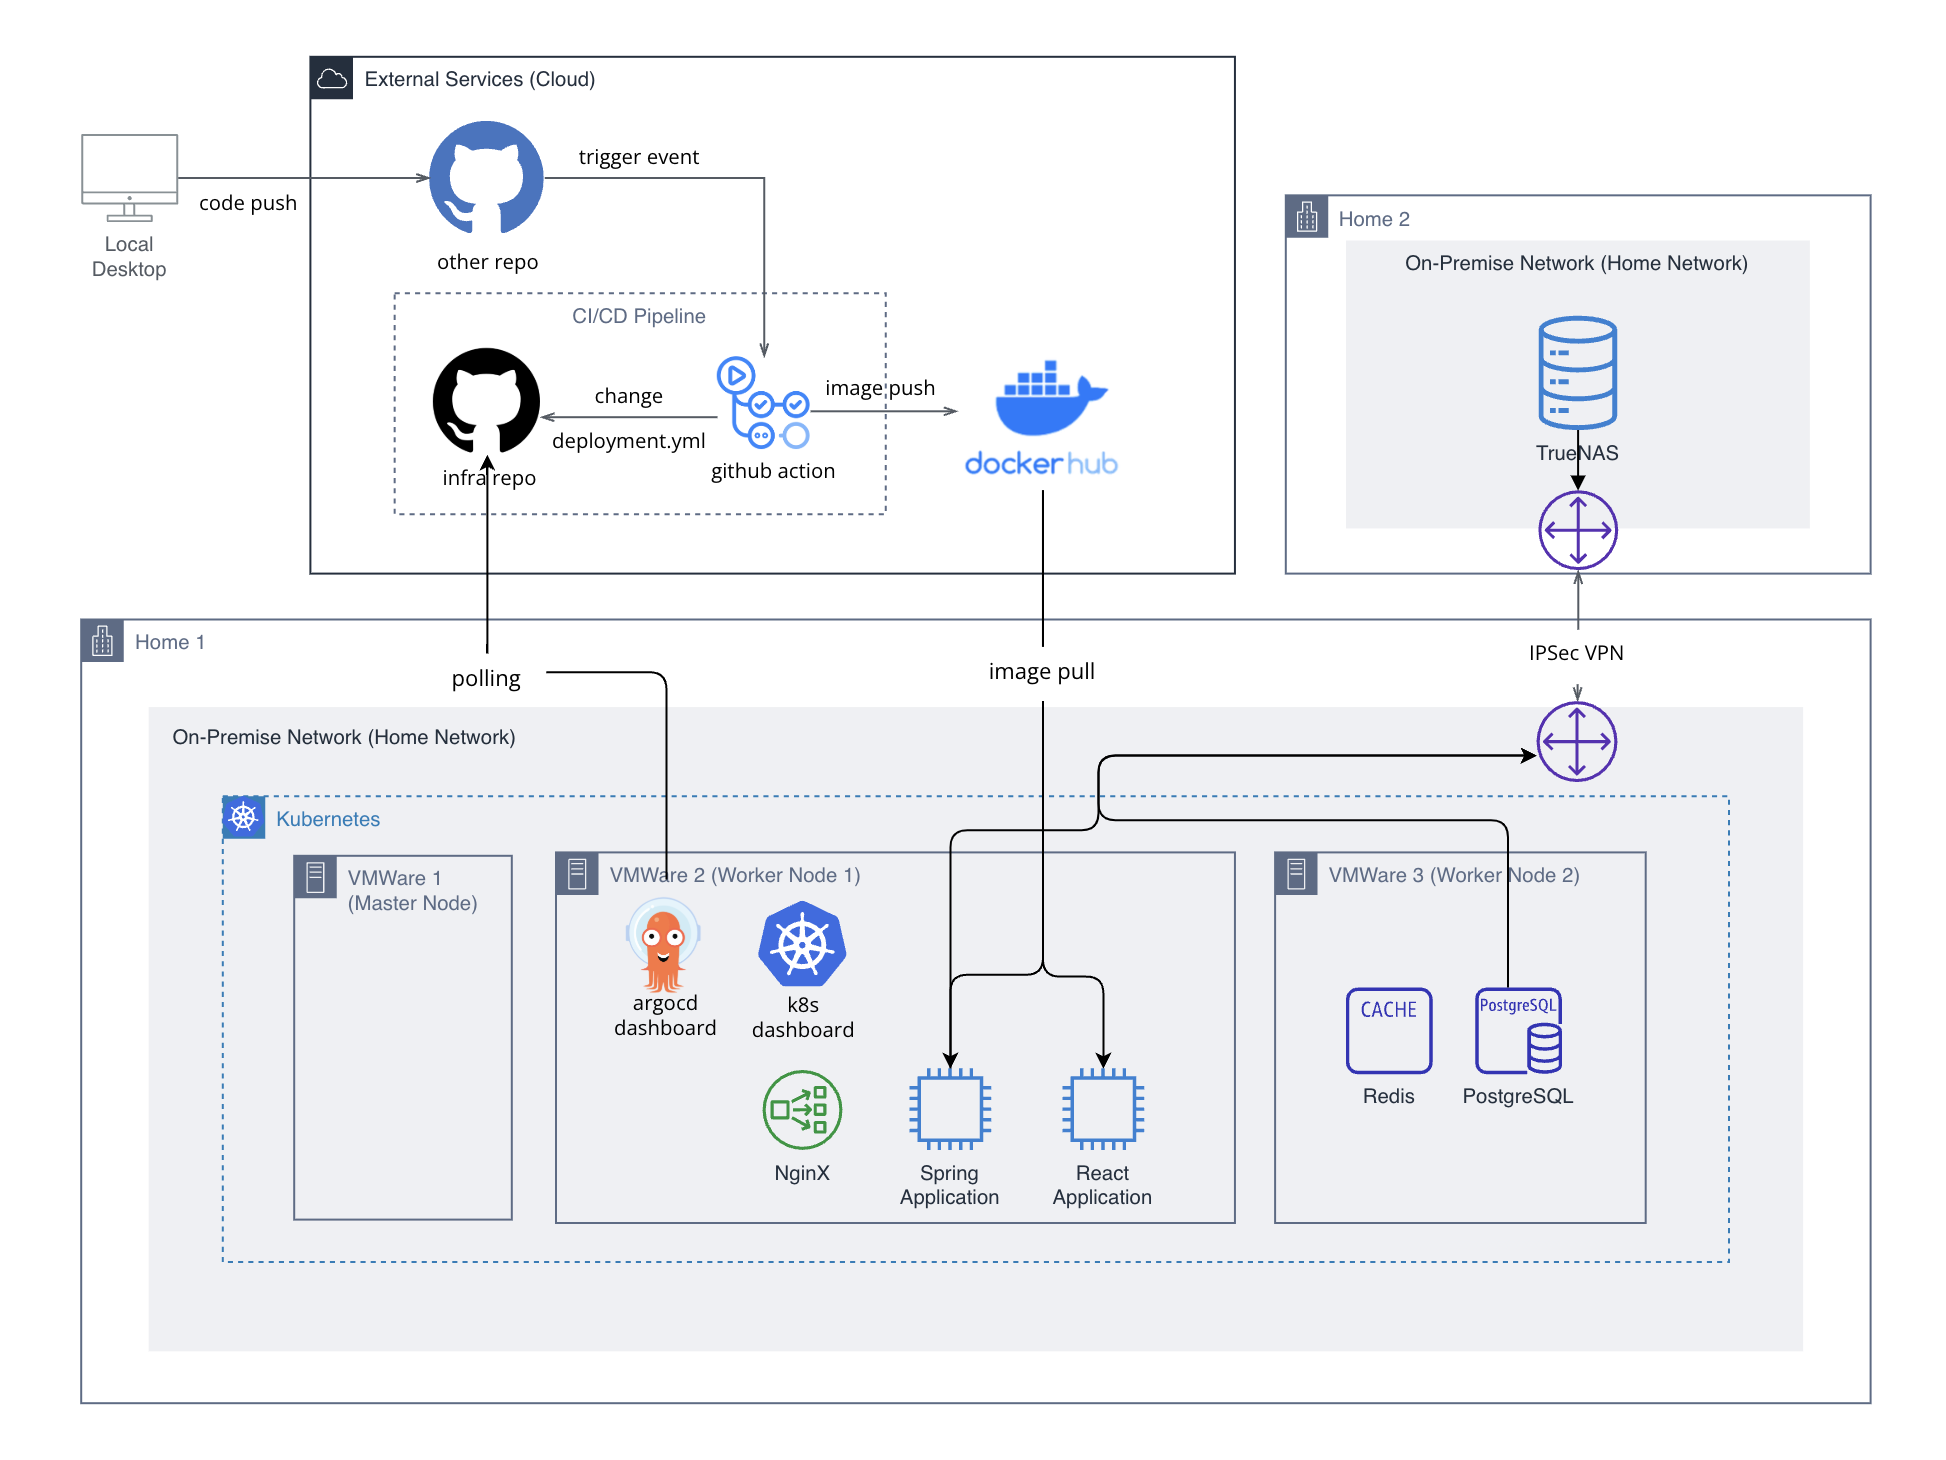 External Services (Cloud)
code push
Local
Desktop
trigger event
other repo
CI/CD Pipeline
change
deployment.yml
infra repo
github action
image push
docker hub
Home 2
On-Premise Network (Home Network)
TrueNAS
IPSec VPN
Home 1
polling
image pull
On-Premise Network (Home Network)
Kubernetes
VMWare 1
(Master Node)
VMWare 2 (Worker Node 1)
argocd
dashboard
k8s
dashboard
NginX
Spring
Application
React
Application
VMWare 3 (Worker Node 2)
CACHE
Redis
PostgreSQL
PostgreSQL